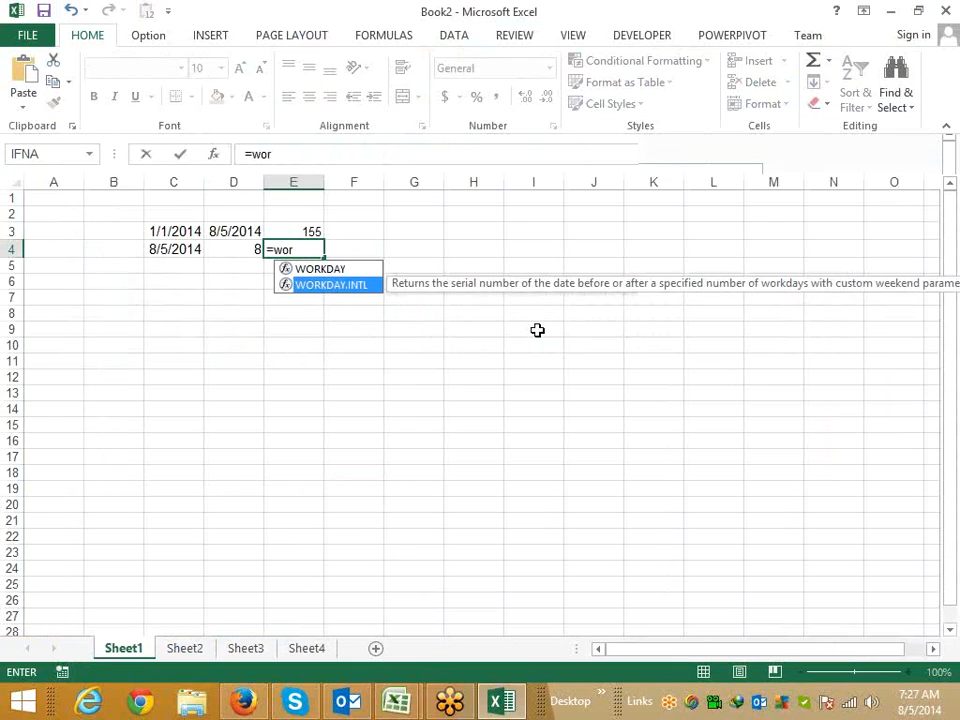 Book2 - Microsoft Excel
FILE HOME Option INSERT PAGE LAYOUT FORMULAS DATA REVIEW VIEW DEVELOPER POWERPIVOT Team Sign in
Paste
10 A A
B I U A
General
$ % , .0 .00
Conditional Formatting
Format as Table
Cell Styles
Insert
Delete
Format
Sort & Filter
Find & Select
Clipboard Font Alignment Number Styles Cells Editing
IFNA fx =wor
A B C D E F G H I J K L M N O
1
2
3 1/1/2014 8/5/2014 155
4 8/5/2014 8 =wor
5 WORKDAY
6 WORKDAY.INTL Returns the serial number of the date before or after a specified number of workdays with custom weekend parame
7
8
9
10
11
12
13
14
15
16
17
18
19
20
21
22
23
24
25
26
27
28
Sheet1 Sheet2 Sheet3 Sheet4
ENTER 100%
Desktop Links 7:27 AM
8/5/2014